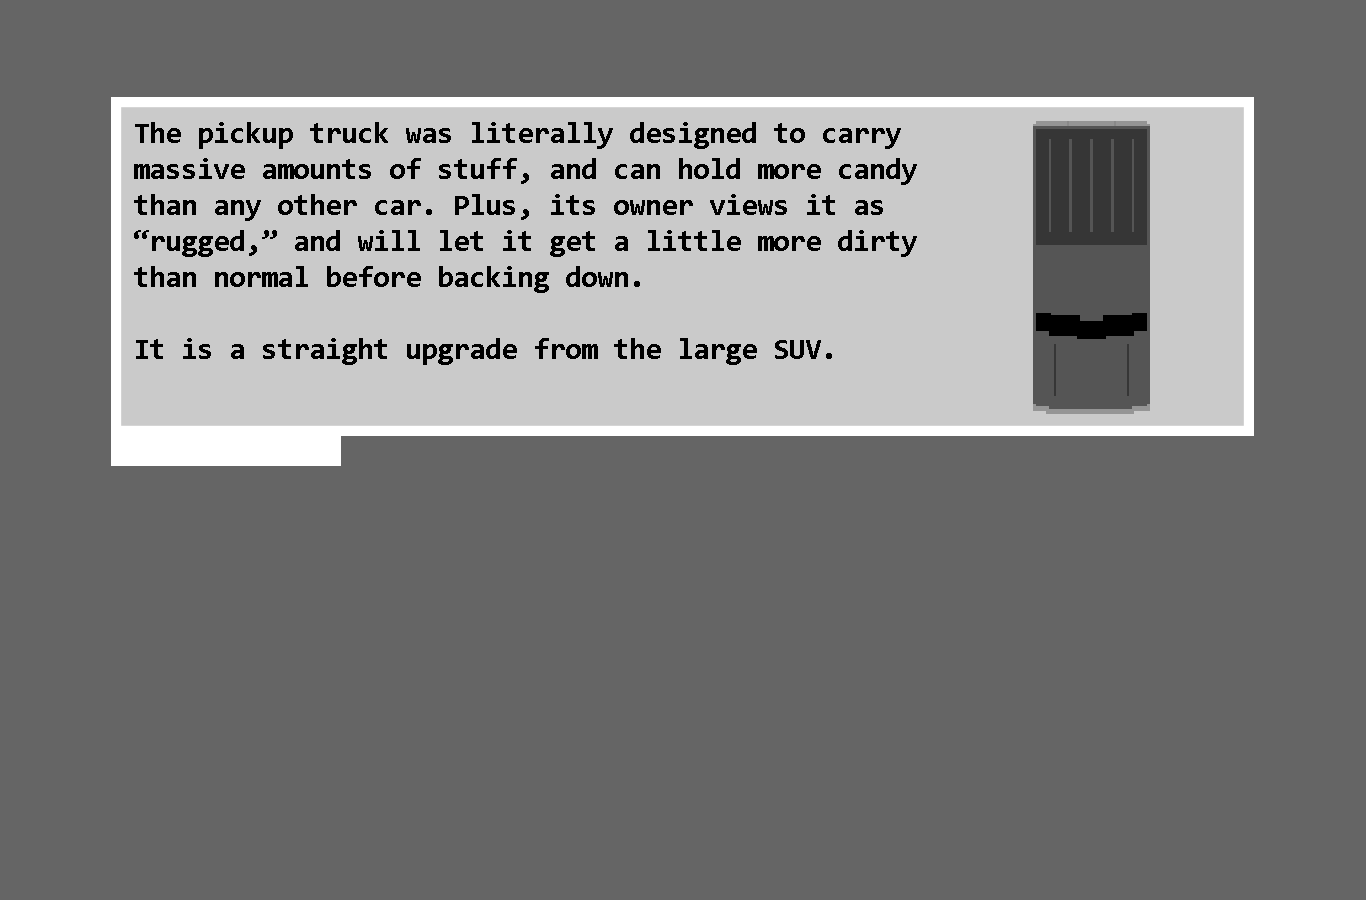 The pickup truck was literally designed to carry
massive amounts of stuff, and can hold more candy
than any other car. Plus, its owner views it as
“rugged,” and will let it get a little more dirty
than normal before backing down.
It is a straight upgrade from the large SUV.